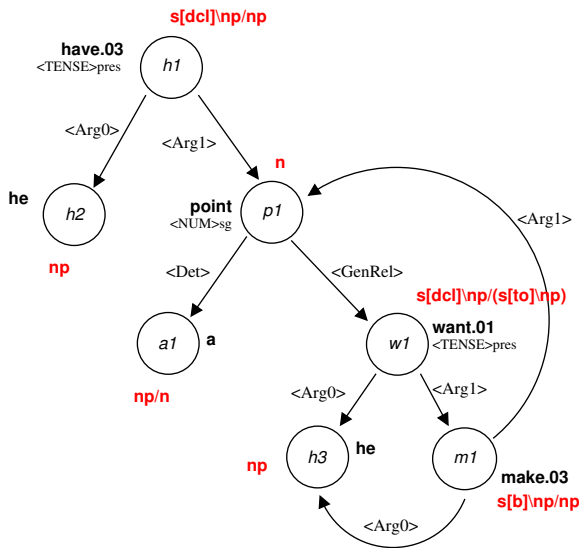 s[dcl]\np/np
have.03
<TENSE>pres
h1
<Arg0>
<Arg1>
n
he
h2
np
point
<NUM>sg
p1
<Arg1>
<Det>
<GenRel>
s[dcl]\np/(s[to]\np)
a1
a
np/n
w1
want.01
<TENSE>pres
<Arg0>
<Arg1>
np
h3
he
m1
make.03
s[b]\np/np
<Arg0>